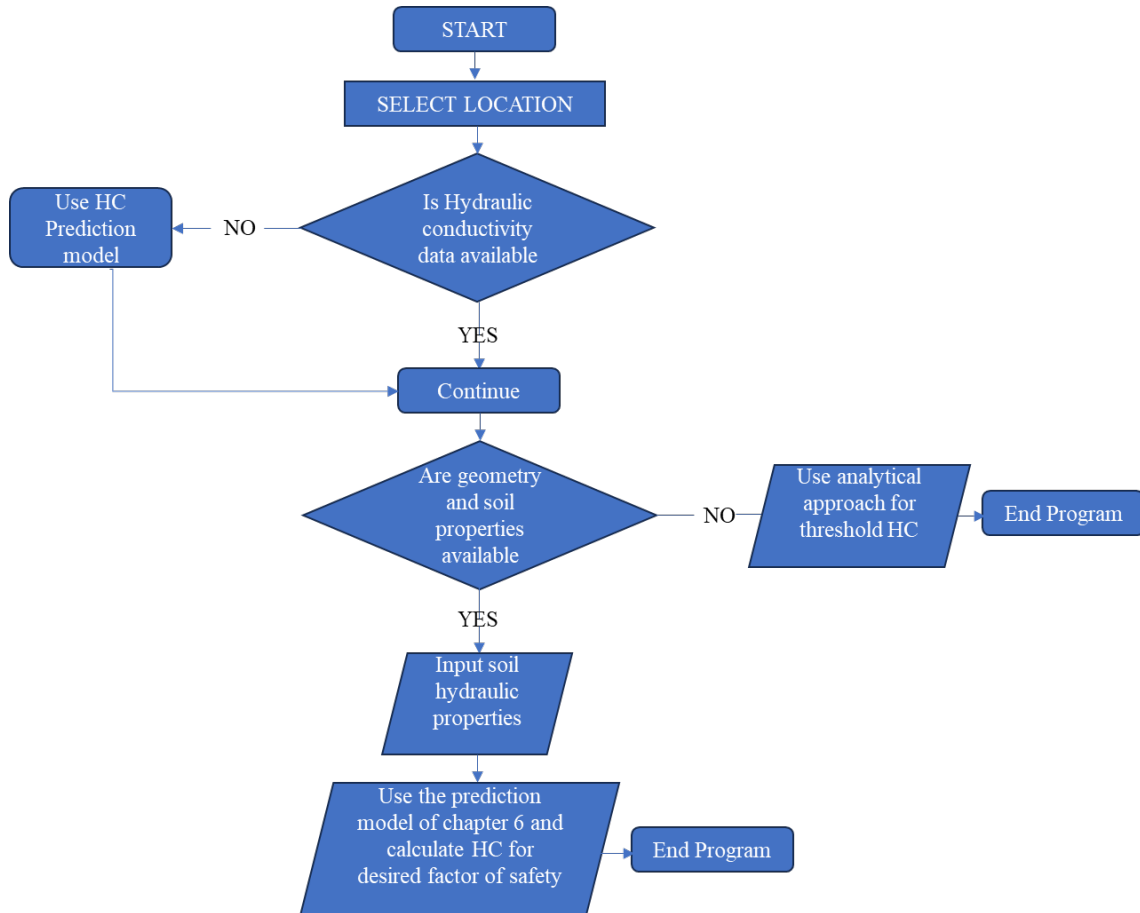 START
SELECT LOCATION
Is Hydraulic
conductivity
data available
NO
Use HC
Prediction
model
YES
Continue
Are geometry
and soil
properties
available
NO
Use analytical
approach for
threshold HC
End Program
YES
Input soil
hydraulic
properties
Use the prediction
model of chapter 6 and
calculate HC for
desired factor of safety
End Program